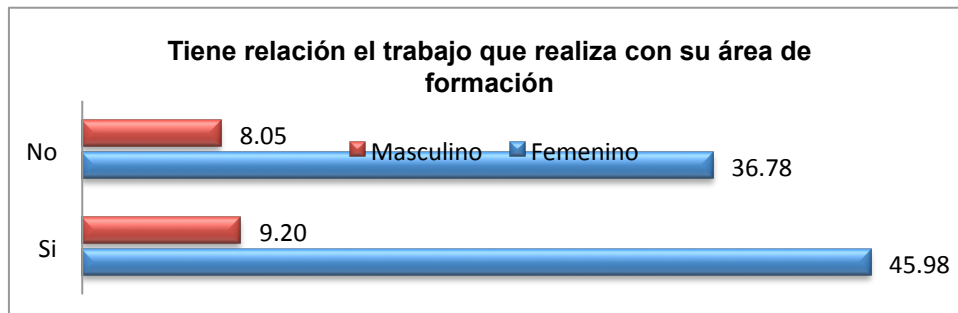 Tiene relación el trabajo que realiza con su área de
formación
No
8.05
Masculino Femenino
36.78
Si
9.20
45.98